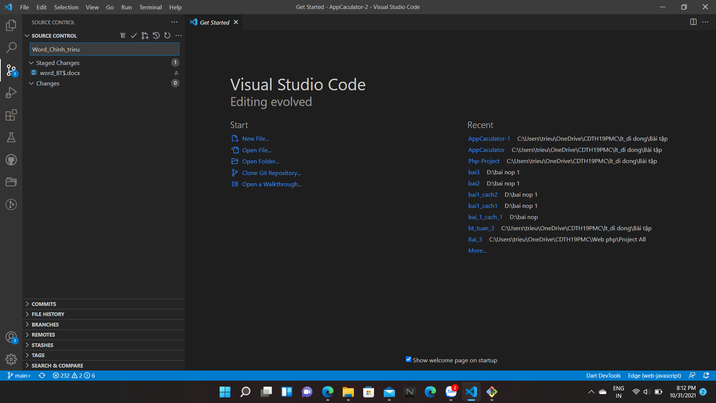 File Edit Selection View Go Run Terminal Help
Get Started - AppCaculator-2 - Visual Studio Code
SOURCE CONTROL
Get Started
SOURCE CONTROL
Word_Chinh_trieu
Staged Changes 1
word_BT5.docx A
Changes 0
Visual Studio Code
Editing evolved
Start
New File...
Open File...
Open Folder...
Clone Git Repository...
Open a Walkthrough...
Recent
AppCaculator-1 C:\Users\trieu\OneDrive\CDTH19PMC\lt_di dong\Bài tập
AppCaculator C:\Users\trieu\OneDrive\CDTH19PMC\lt_di dong\Bài tập
Php-Project C:\Users\trieu\OneDrive\CDTH19PMC\lt_di dong\Bài tập
bai3 D:\bai nop 1
bai2 D:\bai nop 1
bai1_cach2 D:\bai nop 1
bai1_cach1 D:\bai nop 1
bai_1_cach_1 D:\bai nop
bt_tuan_3 C:\Users\trieu\OneDrive\CDTH19PMC\lt_di dong\Bài tập
Bai_3 C:\Users\trieu\OneDrive\CDTH19PMC\Web php\Project All
More...
COMMITS
FILE HISTORY
BRANCHES
REMOTES
STASHES
TAGS
SEARCH & COMPARE
Show welcome page on startup
main+ 232 2 6
Dart DevTools Edge (web-javascript)
ENG
IN
8:12 PM
10/31/2021
2